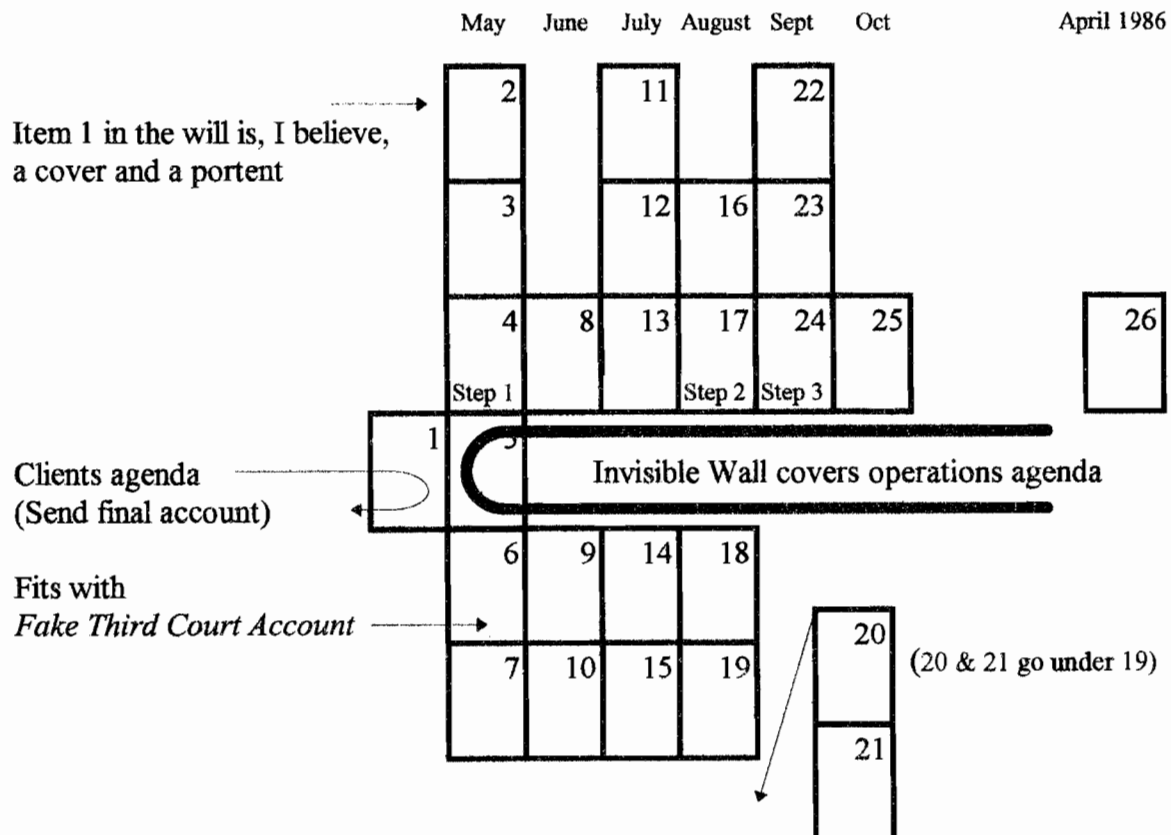 May June July August Sept Oct April 1986
2 11 22
Item 1 in the will is, I believe,
a cover and a portent
3 12 16 23
4 8 13 17 24 25 26
Step 1 Step 2 Step 3
1 5
Invisible Wall covers operations agenda
Clients agenda
(Send final account)
6 9 14 18
Fits with
Fake Third Court Account
20
(20 & 21 go under 19)
7 10 15 19
21